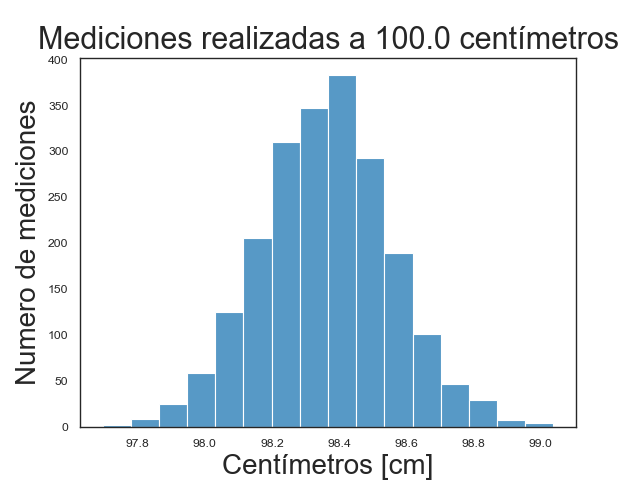 Mediciones realizadas a 100.0 centímetros
Numero de mediciones
400
350
300
250
200
150
100
50
0
97.8 98.0 98.2 98.4 98.6 98.8 99.0
Centímetros [cm]